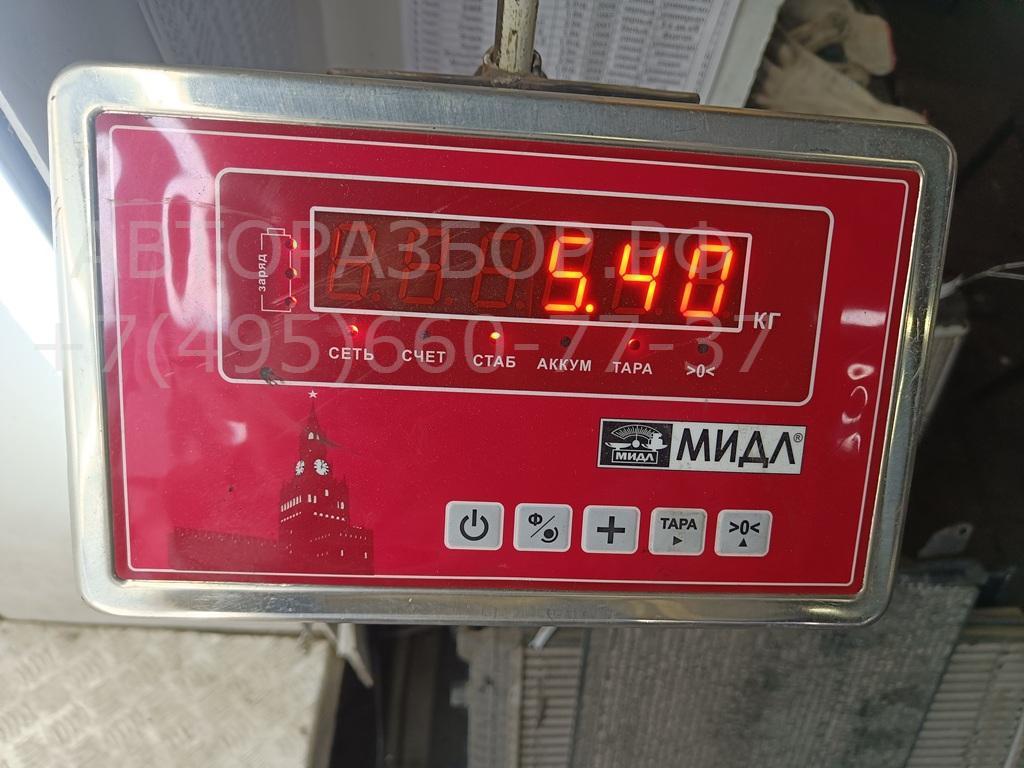 АВТОРАЗБОР.РФ
+7(495)660-77-37
заряд
5.40
КГ
СЕТЬ СЧЕТ СТАБ АККУМ ТАРА >0<
МИДЛ МИДЛ®
Ф ТАРА >0<